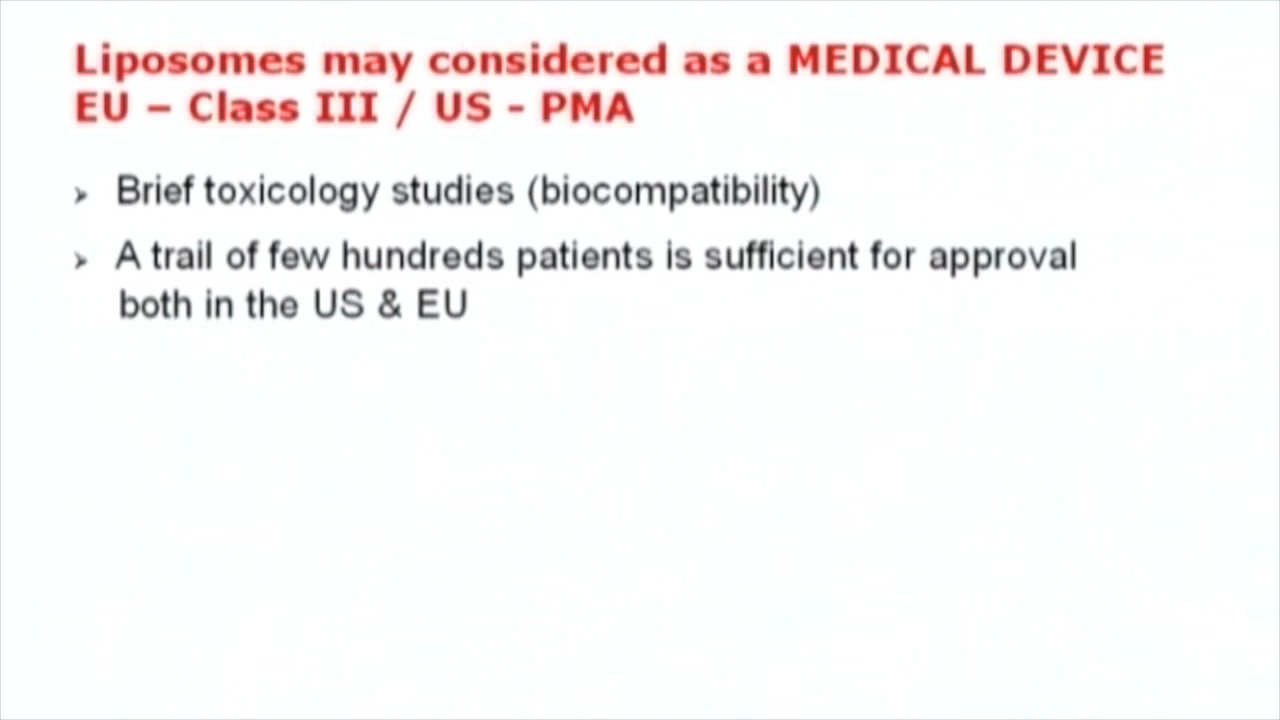 Liposomes may considered as a MEDICAL DEVICE
EU – Class III / US - PMA
Brief toxicology studies (biocompatibility)
A trail of few hundreds patients is sufficient for approval
both in the US & EU